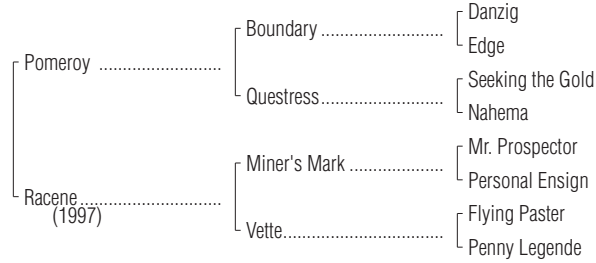 Danzig
Boundary ........................
Edge
Pomeroy ........................
Seeking the Gold
Questress........................
Nahema
Mr. Prospector
Miner's Mark ..................
Personal Ensign
Racene...........................
(1997)
Flying Paster
Vette...............................
Penny Legende